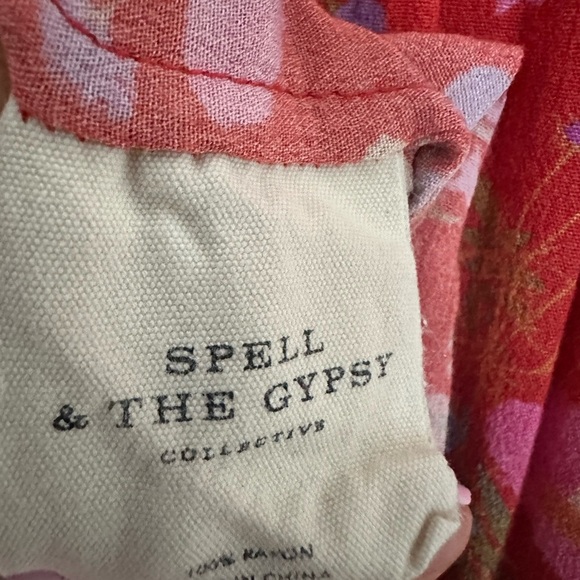 SPELL
& THE GYPSY
COLLECTIVE
100% RAYON
IN CHINA